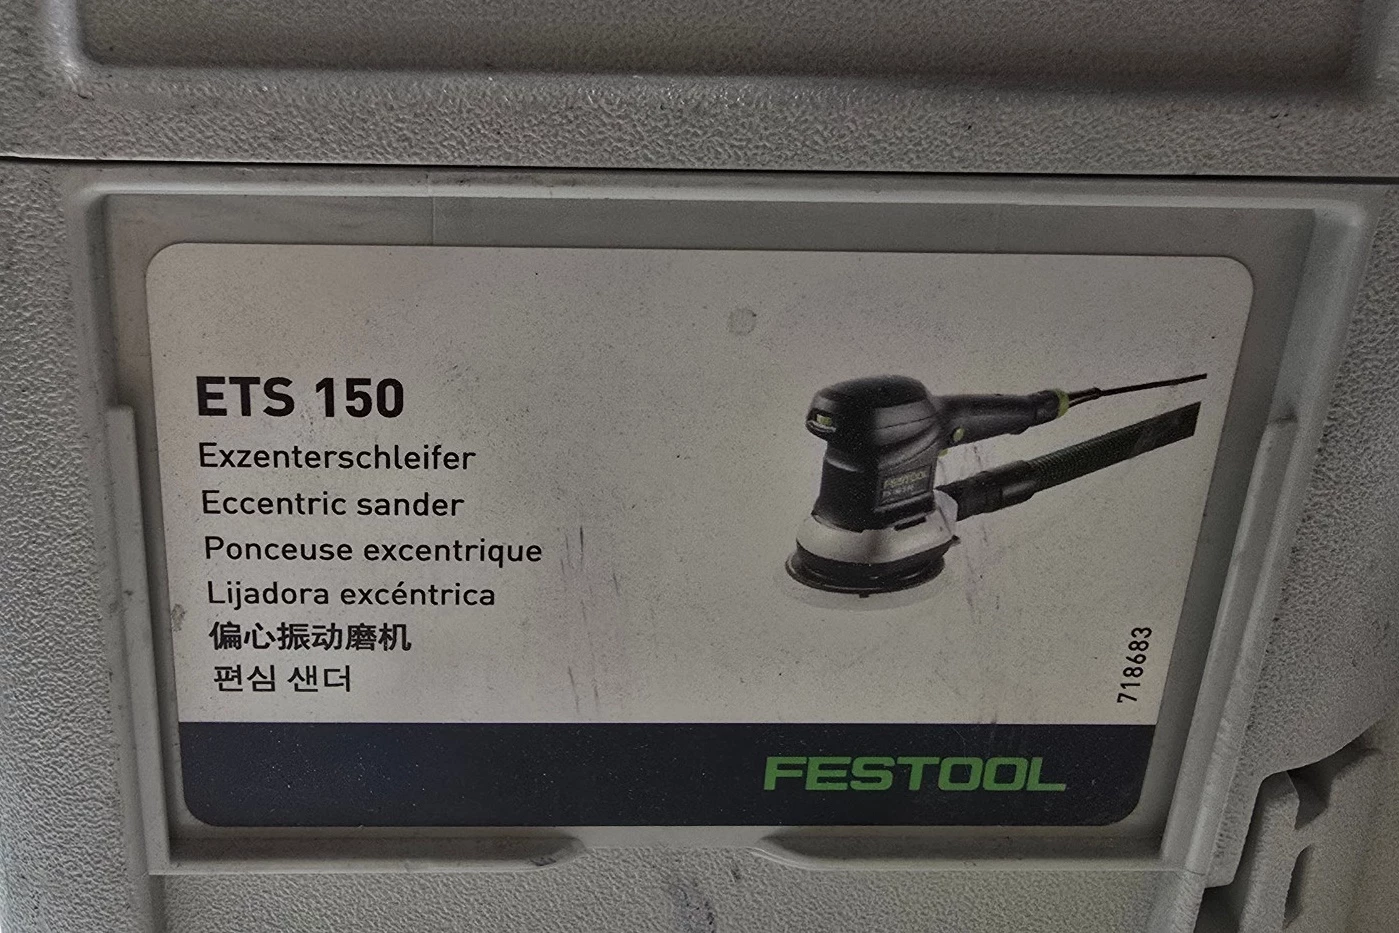 ETS 150
Exzenterschleifer
Eccentric sander
Ponceuse excentrique
Lijadora excéntrica
偏心振动磨机
편심 샌더
718683
FESTOOL
FESTOOL